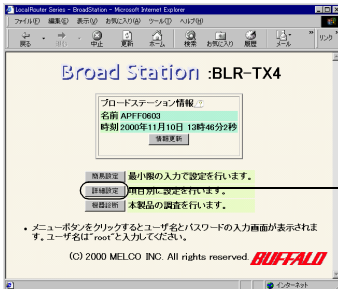 LocalRouter Series - BroadStation - Microsoft Internet Explorer
ファイル(F) 編集(E) 表示(V) お気に入り(A) ツール(T) ヘルプ(H)
戻る 進む 中止 更新 ホーム 検索 お気に入り 履歴 メール リンク
Broad Station :BLR-TX4
ブロードステーション情報
名前 APFF0603
時刻 2000年11月10日 13時46分2秒
情報更新
簡易設定 最小限の入力で設定を行います。
詳細設定 項目別に設定を行います。
機器診断 本製品の調査を行います。
• メニューボタンをクリックするとユーザ名とパスワードの入力画面が表示されま
す。ユーザ名は"root"と入力してください。
(C) 2000 MELCO INC. All rights reserved. BUFFALO
インターネット